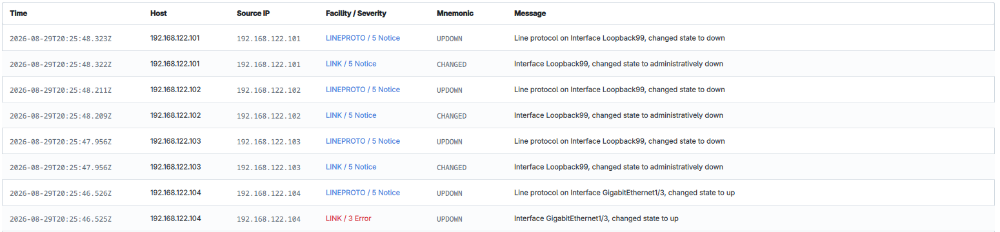 Time Host Source IP Facility / Severity Mnemonic Message
2026-08-29T20:25:48.323Z 192.168.122.101 192.168.122.101 LINEPROTO / 5 Notice UPDOWN Line protocol on Interface Loopback99, changed state to down
2026-08-29T20:25:48.322Z 192.168.122.101 192.168.122.101 LINK / 5 Notice CHANGED Interface Loopback99, changed state to administratively down
2026-08-29T20:25:48.211Z 192.168.122.102 192.168.122.102 LINEPROTO / 5 Notice UPDOWN Line protocol on Interface Loopback99, changed state to down
2026-08-29T20:25:48.209Z 192.168.122.102 192.168.122.102 LINK / 5 Notice CHANGED Interface Loopback99, changed state to administratively down
2026-08-29T20:25:47.956Z 192.168.122.103 192.168.122.103 LINEPROTO / 5 Notice UPDOWN Line protocol on Interface Loopback99, changed state to down
2026-08-29T20:25:47.956Z 192.168.122.103 192.168.122.103 LINK / 5 Notice CHANGED Interface Loopback99, changed state to administratively down
2026-08-29T20:25:46.526Z 192.168.122.104 192.168.122.104 LINEPROTO / 5 Notice UPDOWN Line protocol on Interface GigabitEthernet1/3, changed state to up
2026-08-29T20:25:46.525Z 192.168.122.104 192.168.122.104 LINK / 3 Error UPDOWN Interface GigabitEthernet1/3, changed state to up